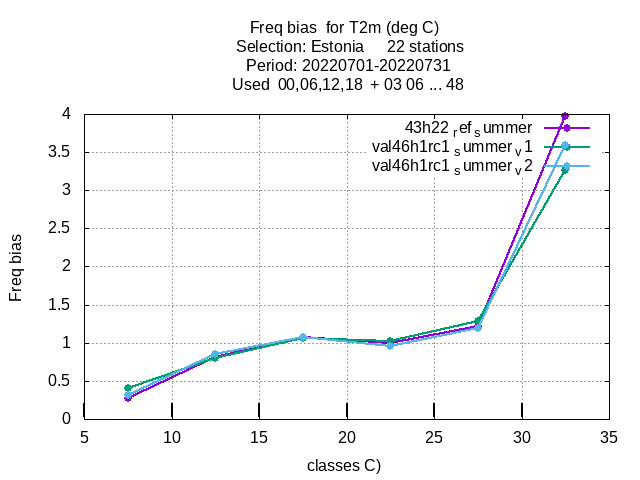 Freq bias  for T2m (deg C)
Selection: Estonia     22 stations
Period: 20220701-20220731
Used  00,06,12,18  + 03 06 ... 48
43h22 ref summer
val46h1rc1 summer v1
val46h1rc1 summer v2
Freq bias
4
3.5
3
2.5
2
1.5
1
0.5
0
5 10 15 20 25 30 35
classes C)